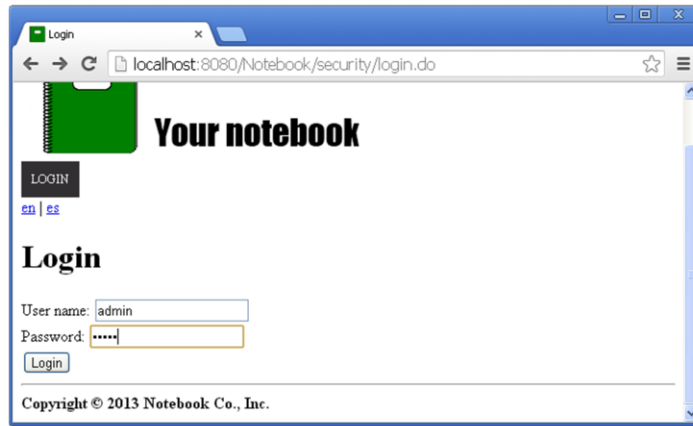 Login
localhost:8080/Notebook/security/login.do
Your notebook
LOGIN
en | es
Login
User name: admin
Password: •••••
Login
Copyright © 2013 Notebook Co., Inc.